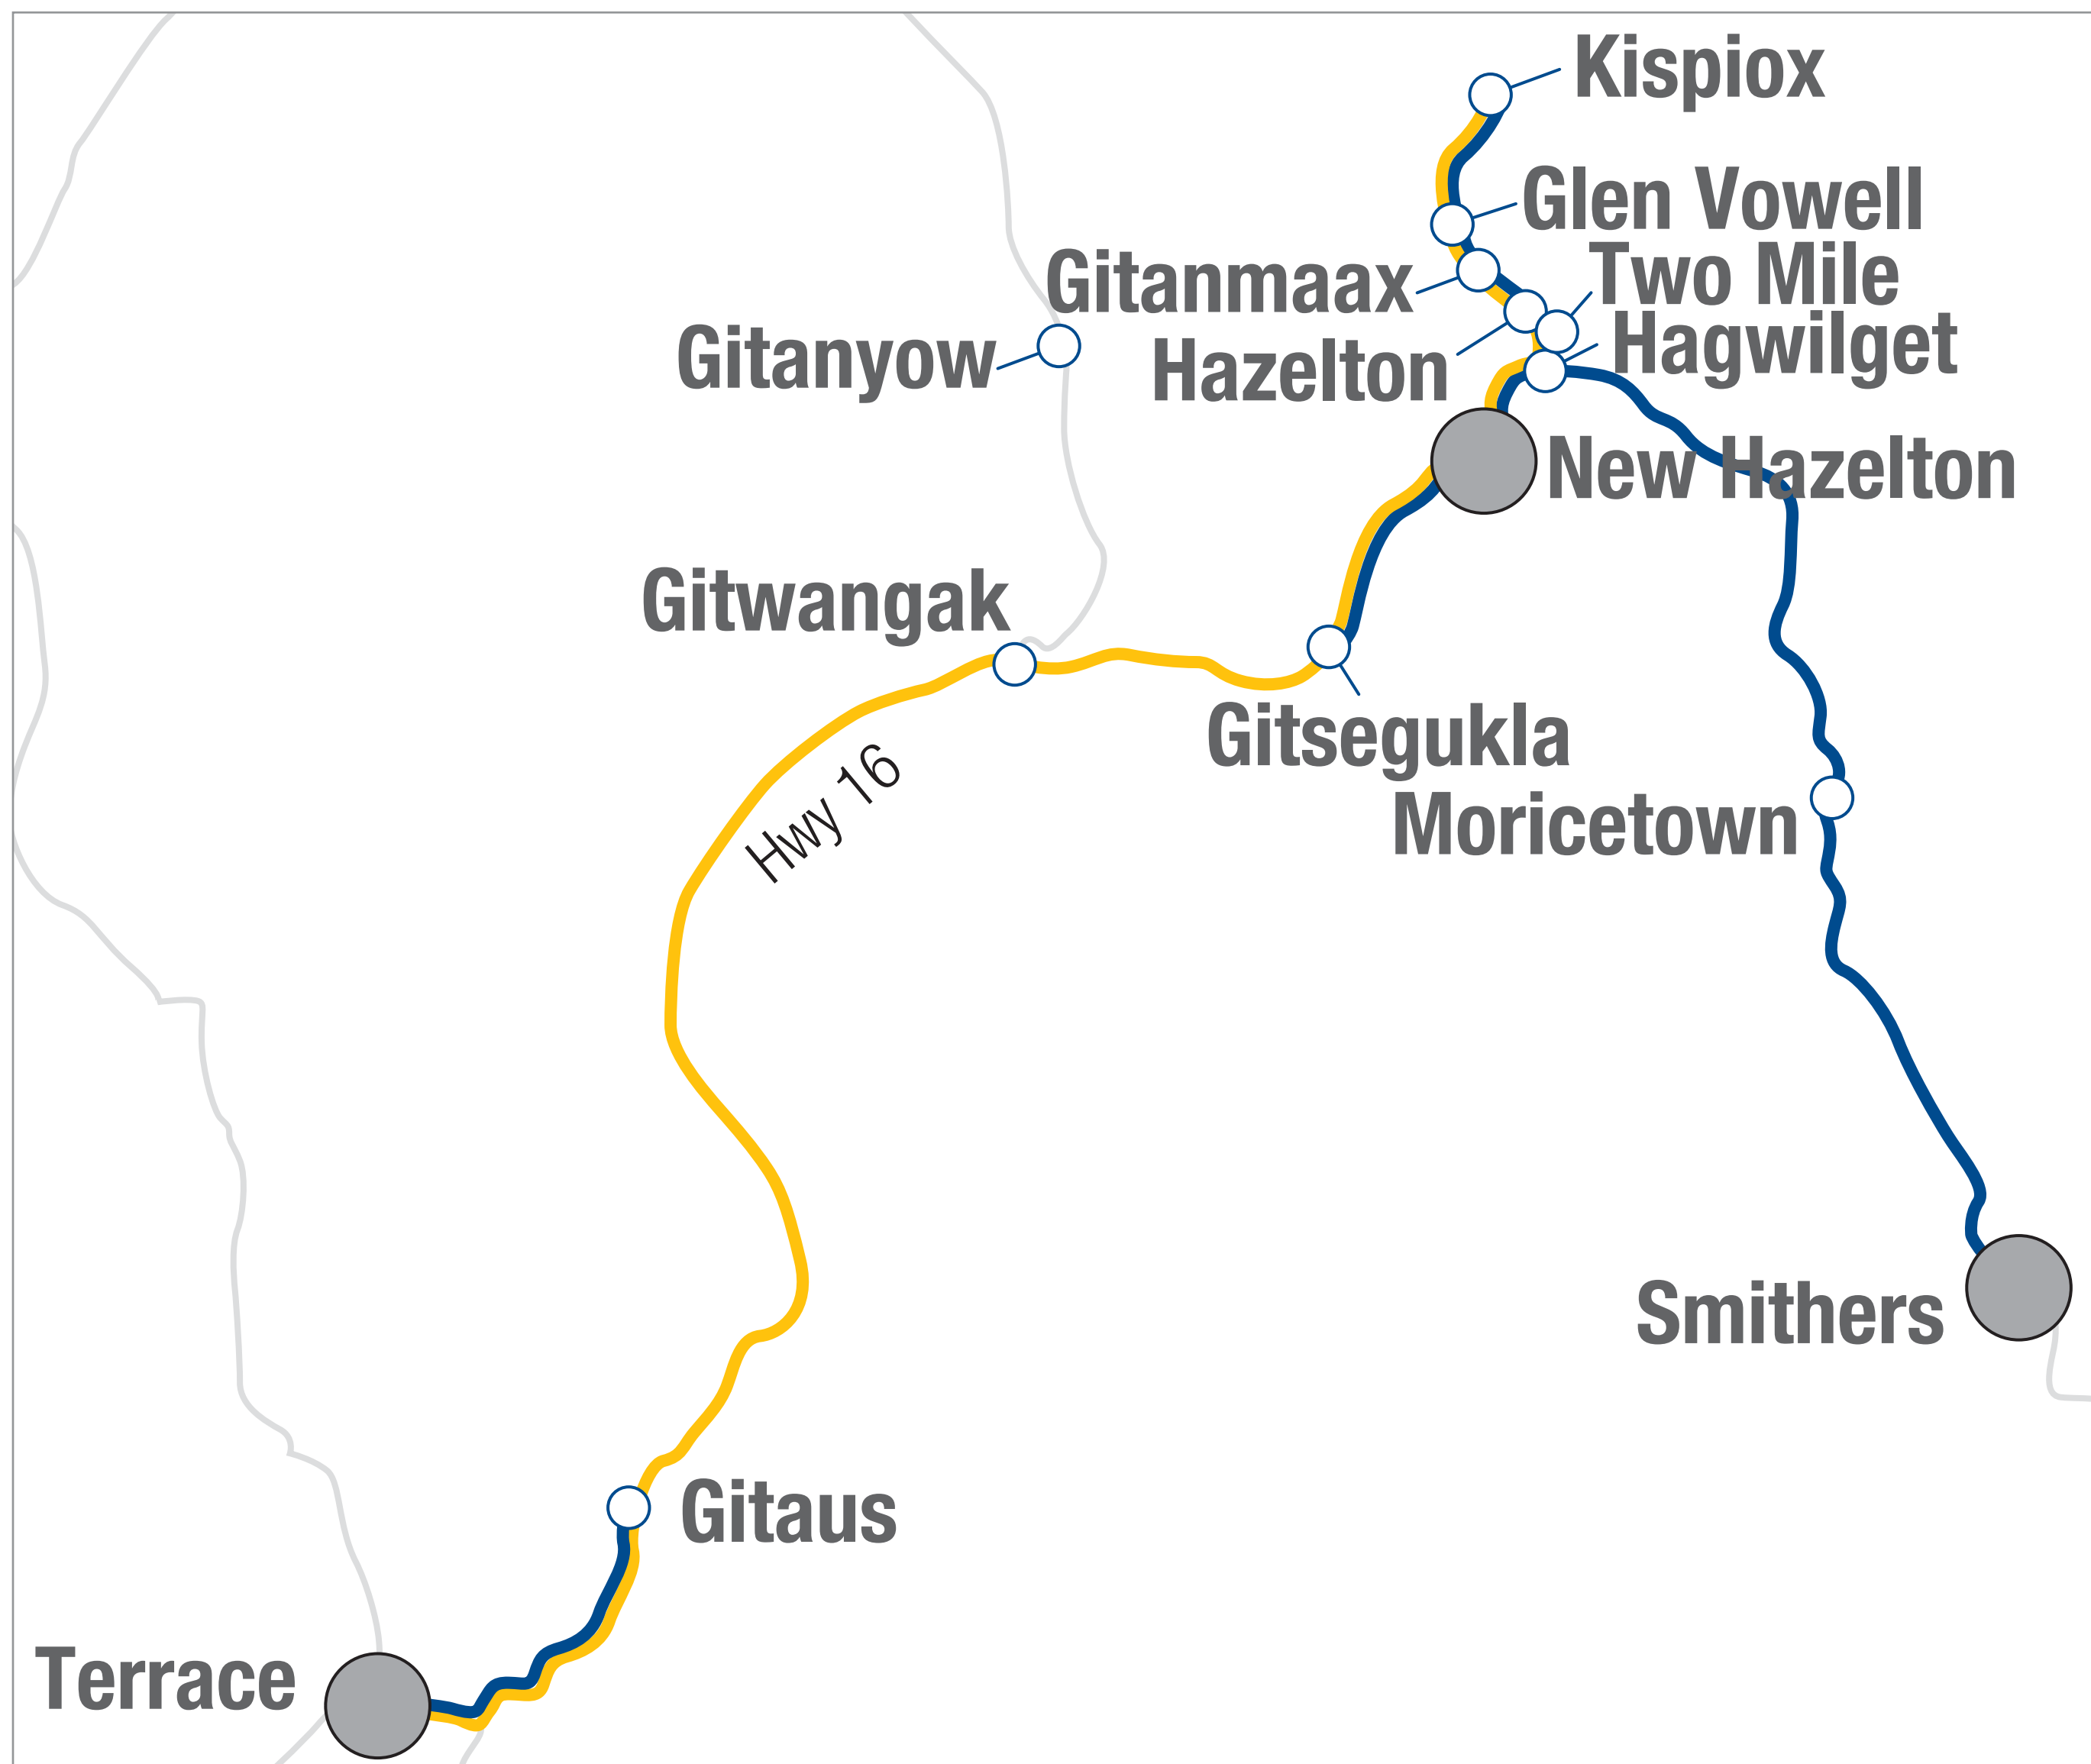 Kispiox
Glen Vowell
Two Mile
Gitanmaax
Hagwilget
Gitanyow
Hazelton
New Hazelton
Gitwangak
Gitsegukla
Hwy 16
Moricetown
Smithers
Gitaus
Terrace